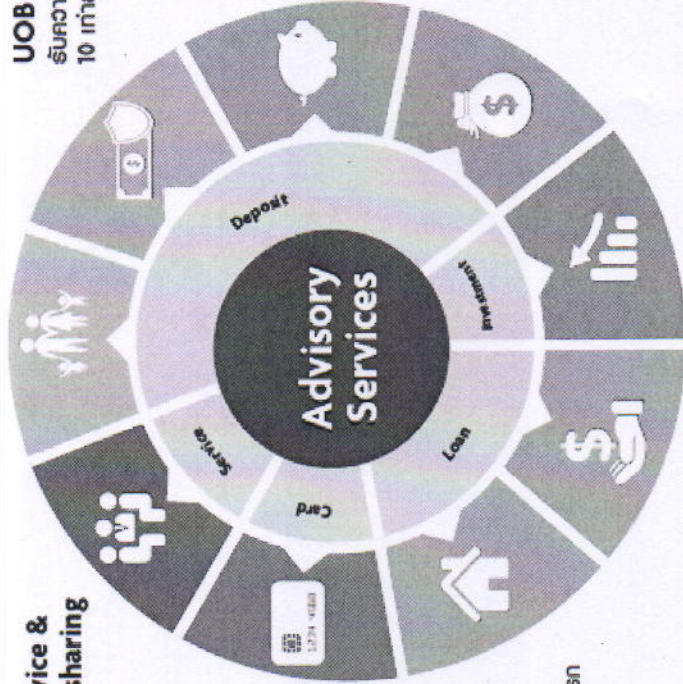 UOB
รับความ
10 เท่า
vice &
sharing
Deposit
Investment
Loan
Card
Service
Advisory
Services